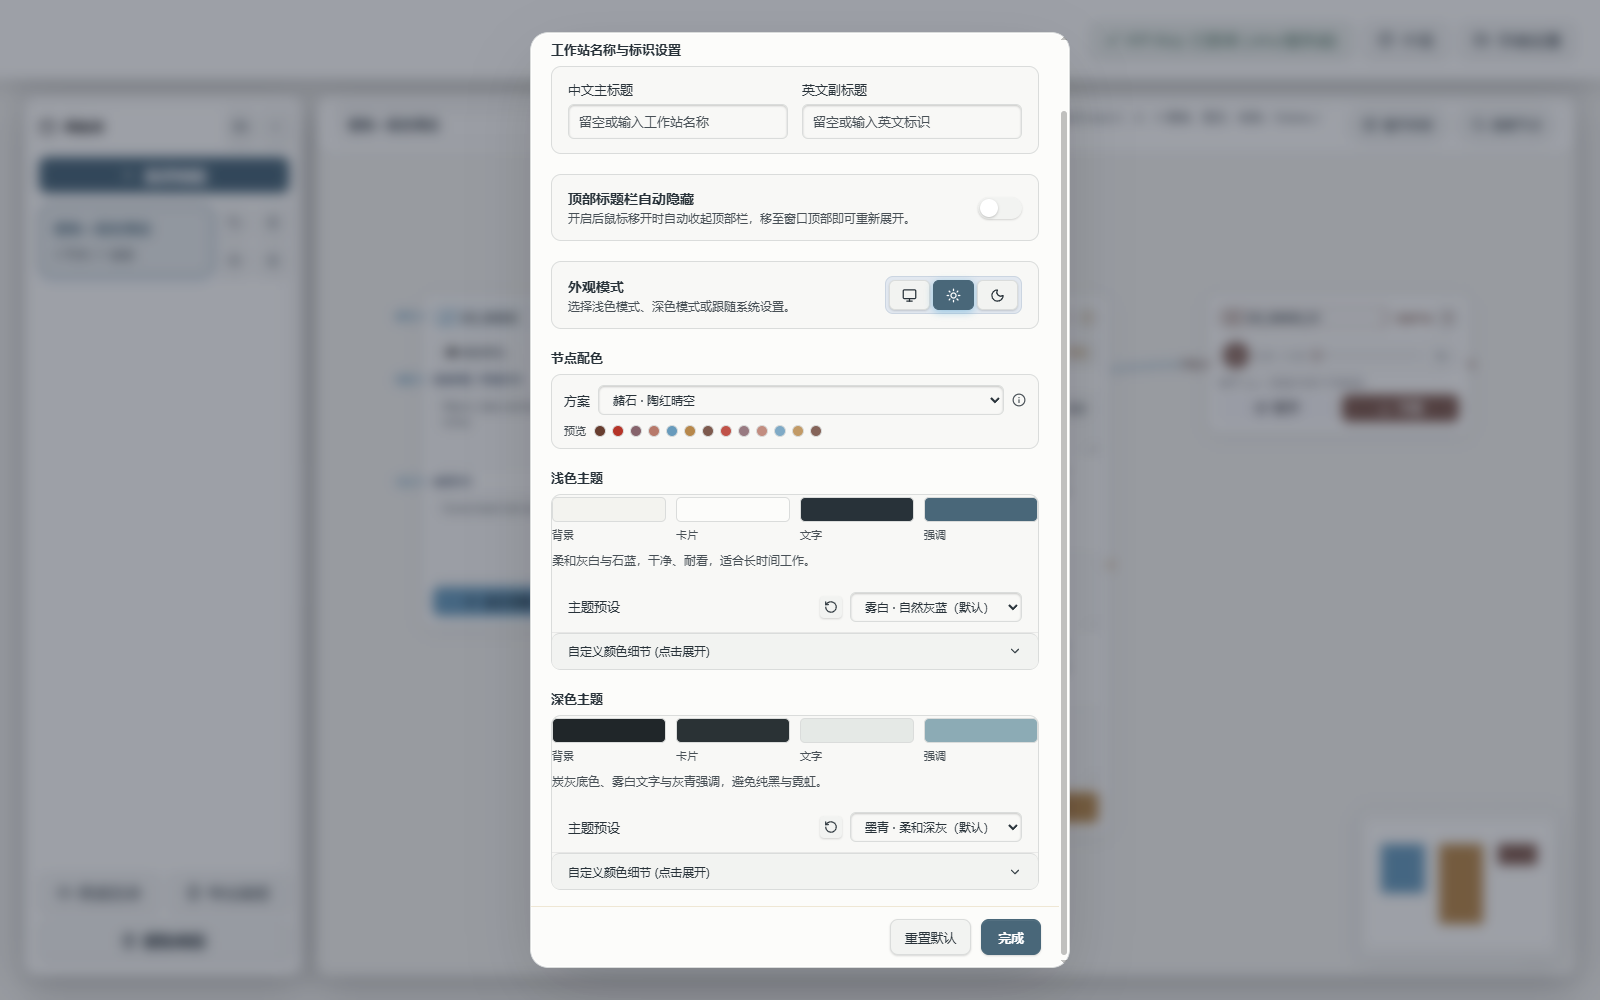 工作站名称与标识设置
中文主标题 英文副标题
留空或输入工作站名称 留空或输入英文标识
顶部标题栏自动隐藏
开启后鼠标移开时自动收起顶部栏，移至窗口顶部即可重新展开。
外观模式
选择浅色模式、深色模式或跟随系统设置。
节点配色
方案 赭石 · 陶红晴空
预览
浅色主题
背景 卡片 文字 强调
柔和灰白与石蓝，干净、耐看，适合长时间工作。
主题预设 雾白 · 自然灰蓝（默认）
自定义颜色细节 (点击展开)
深色主题
背景 卡片 文字 强调
炭灰底色、雾白文字与灰青强调，避免纯黑与霓虹。
主题预设 墨青 · 柔和深灰（默认）
自定义颜色细节 (点击展开)
重置默认 完成